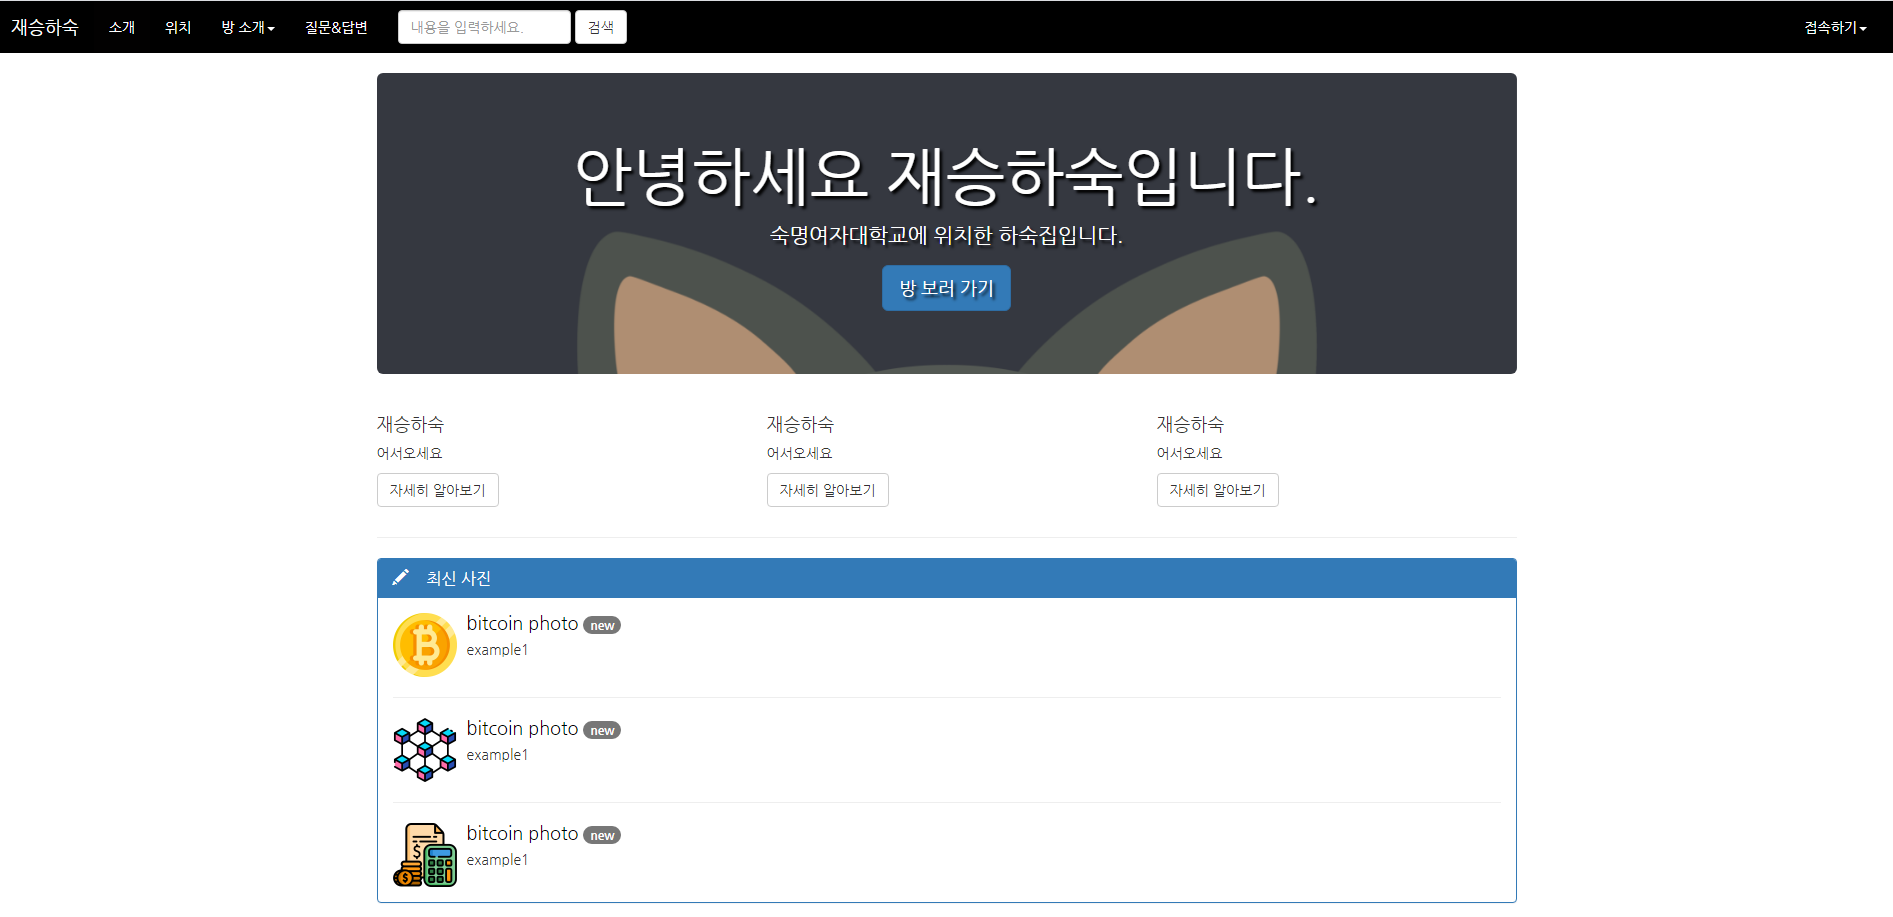 재승하숙 소개 위치 방 소개 질문&답변 내용을 입력하세요. 검색 접속하기
안녕하세요 재승하숙입니다.
숙명여자대학교에 위치한 하숙집입니다.
방 보러 가기
재승하숙 재승하숙 재승하숙
어서오세요 어서오세요 어서오세요
자세히 알아보기 자세히 알아보기 자세히 알아보기
최신 사진
bitcoin photo new
example1
bitcoin photo new
example1
bitcoin photo new
example1